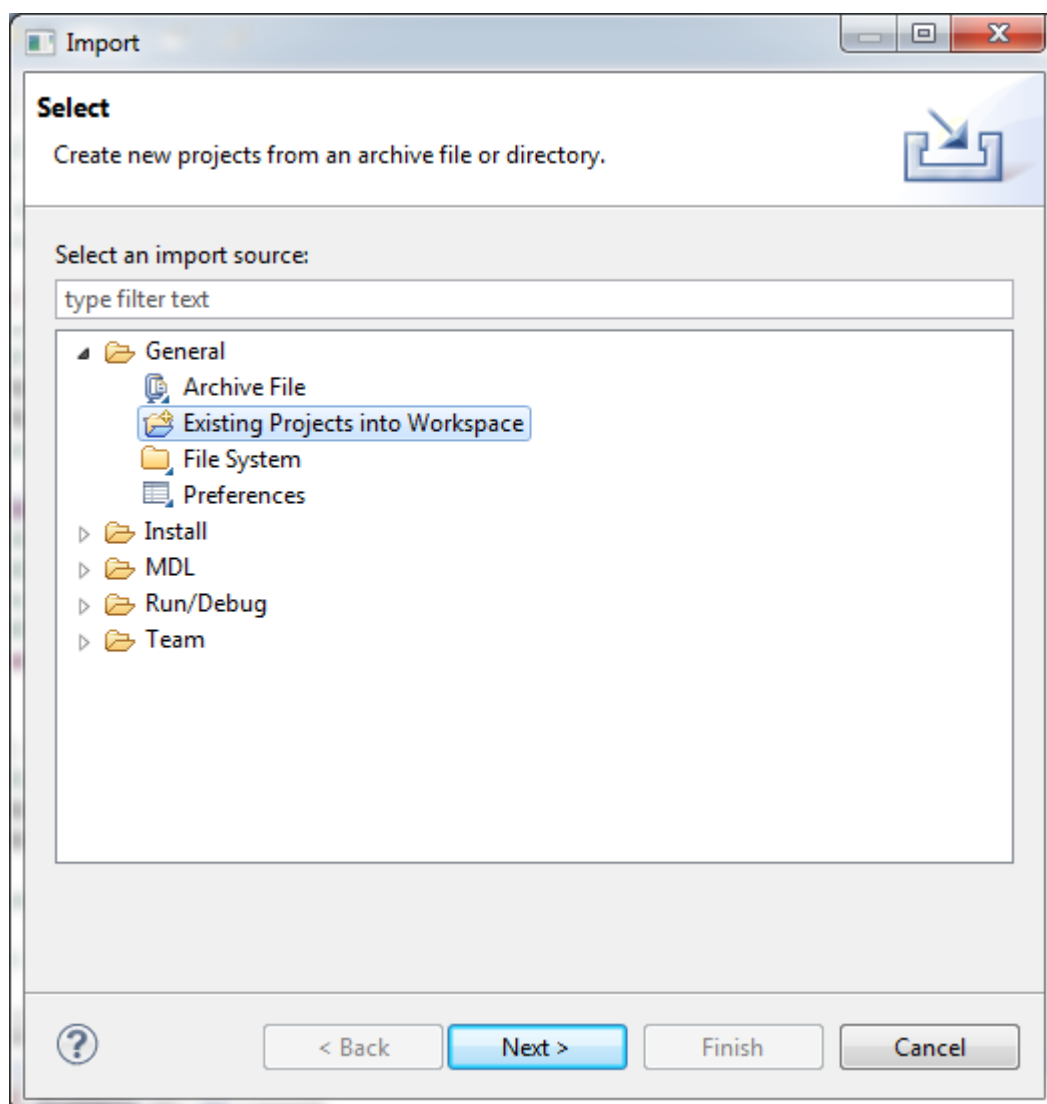 Import
Select
Create new projects from an archive file or directory.
Select an import source:
type filter text
General
Archive File
Existing Projects into Workspace
File System
Preferences
Install
MDL
Run/Debug
Team
? < Back Next > Finish Cancel